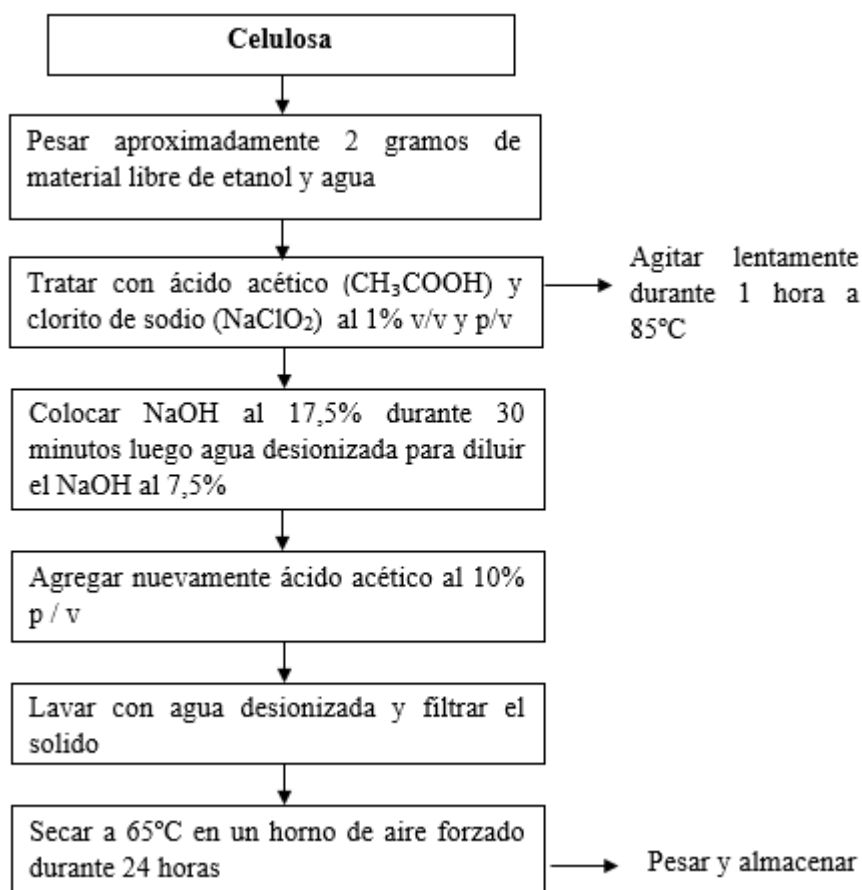 Celulosa
Pesar aproximadamente 2 gramos de
material libre de etanol y agua
Tratar con ácido acético (CH₃COOH) y
clorito de sodio (NaClO₂) al 1% v/v y p/v
Agitar lentamente
durante 1 hora a
85ºC
Colocar NaOH al 17,5% durante 30
minutos luego agua desionizada para diluir
el NaOH al 7,5%
Agregar nuevamente ácido acético al 10%
p / v
Lavar con agua desionizada y filtrar el
solido
Secar a 65ºC en un horno de aire forzado
durante 24 horas
Pesar y almacenar